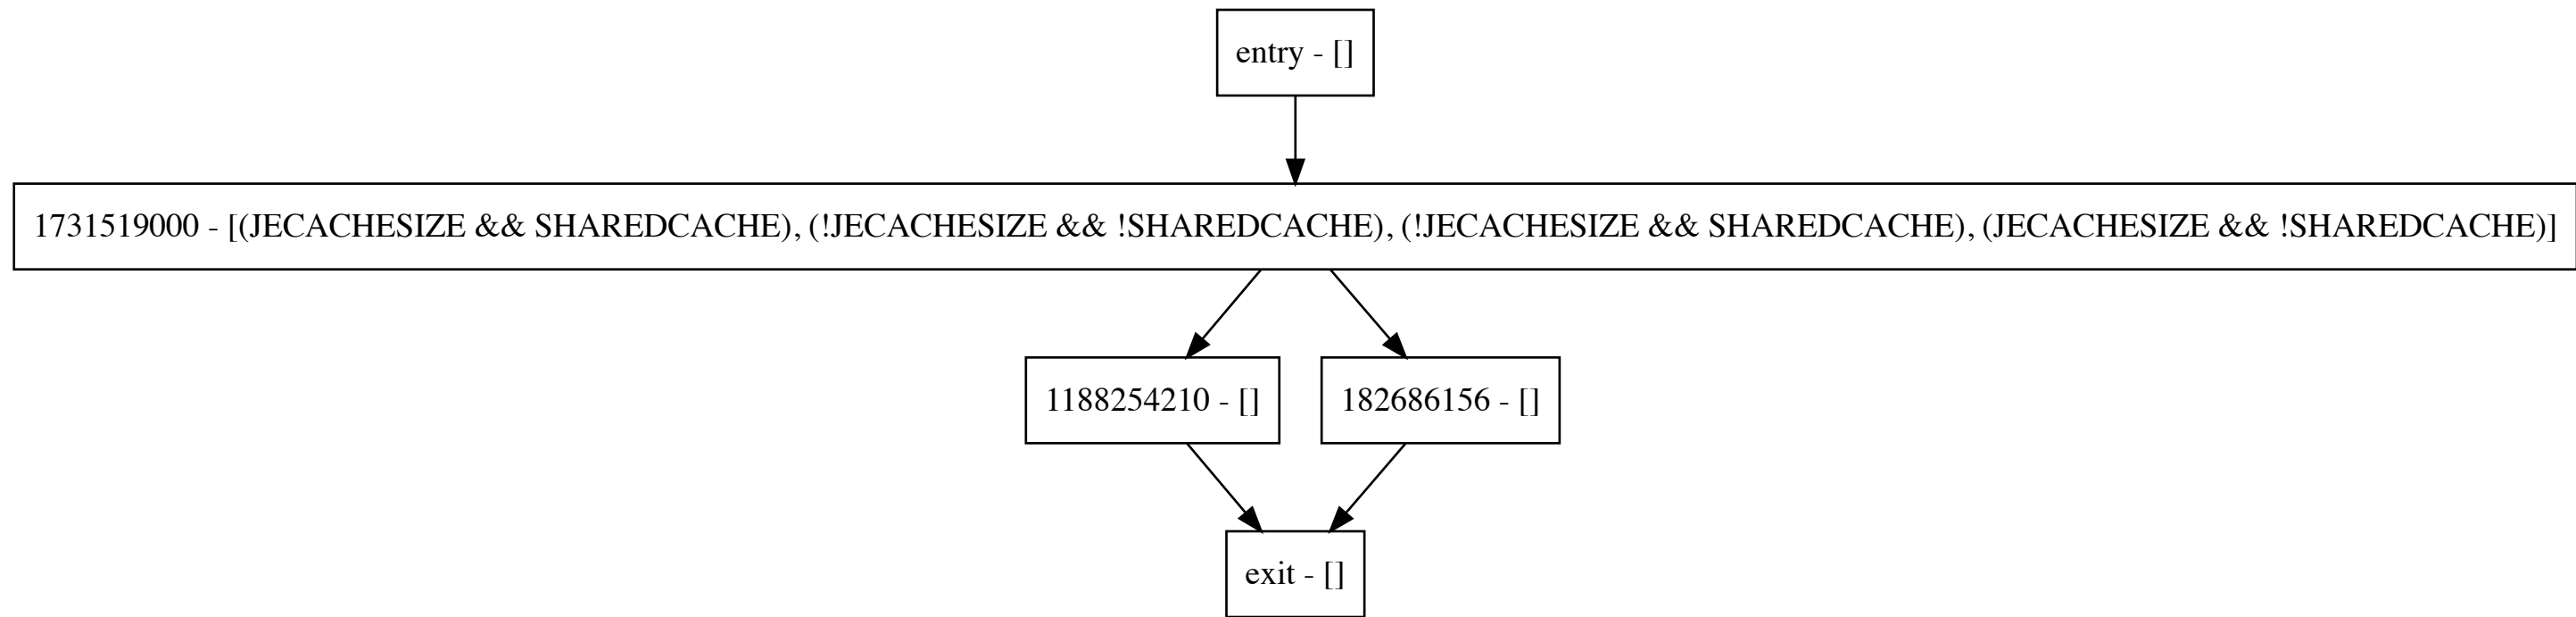 entry - []
1731519000 - [(JECACHESIZE && SHAREDCACHE), (!JECACHESIZE && !SHAREDCACHE), (!JECACHESIZE && SHAREDCACHE), (JECACHESIZE && !SHAREDCACHE)]
1188254210 - []
182686156 - []
exit - []